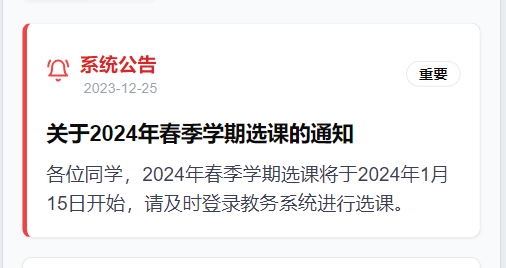 系统公告
重要
2023-12-25
关于2024年春季学期选课的通知
各位同学，2024年春季学期选课将于2024年1月
15日开始，请及时登录教务系统进行选课。